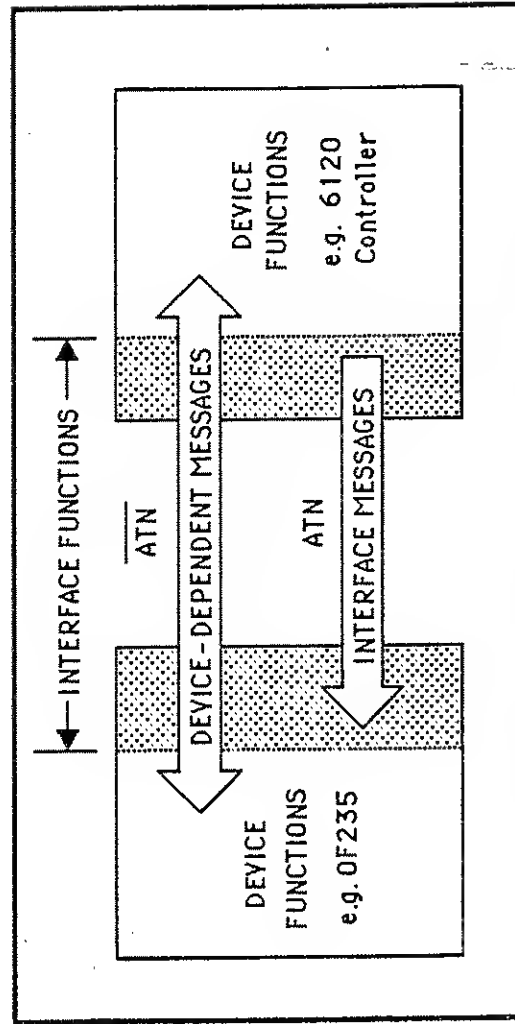 INTERFACE FUNCTIONS
DEVICE
FUNCTIONS
e.g. OF235
ATN
DEVICE-DEPENDENT MESSAGES
ATN
INTERFACE MESSAGES
DEVICE
FUNCTIONS
e.g. 6120
Controller